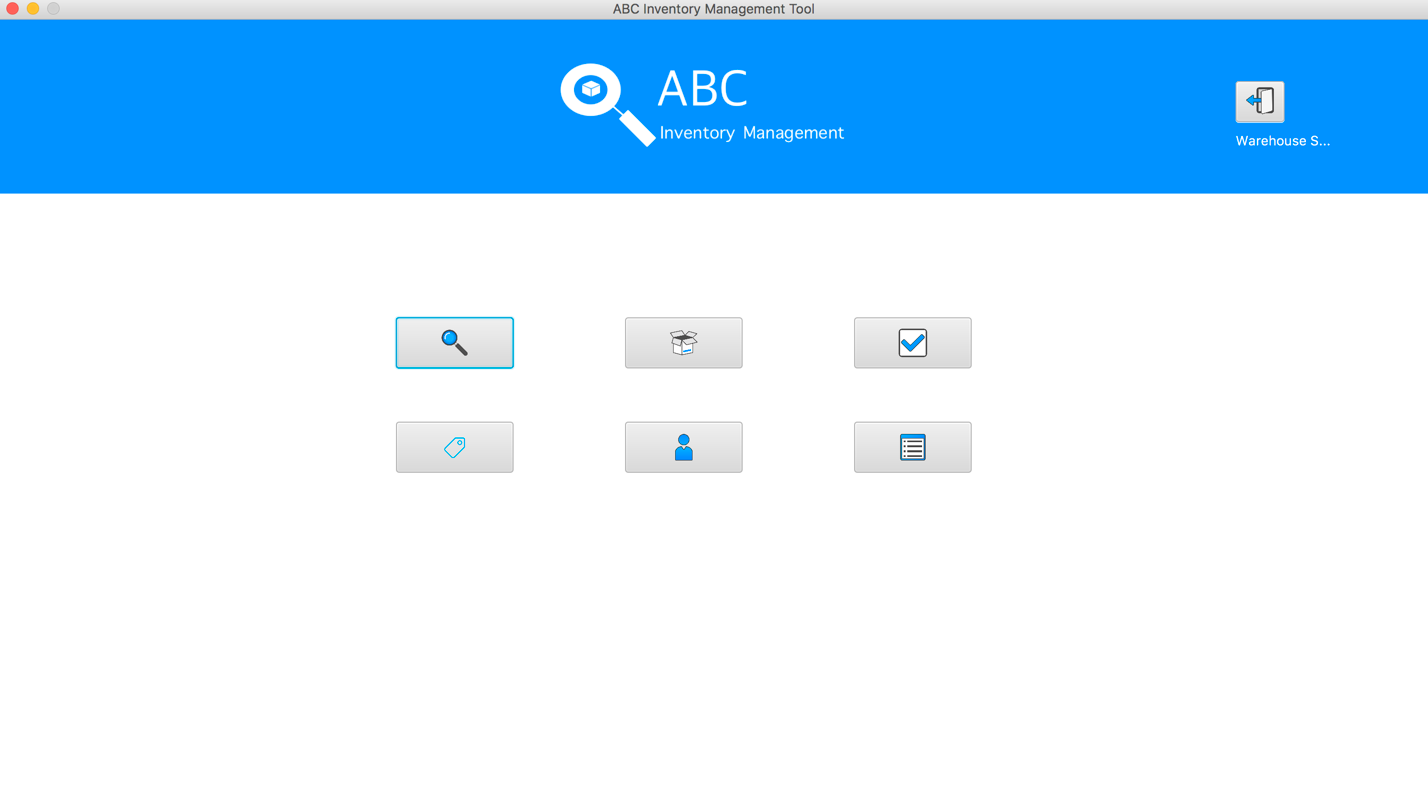 ABC Inventory Management Tool
ABC
Inventory Management
Warehouse S...